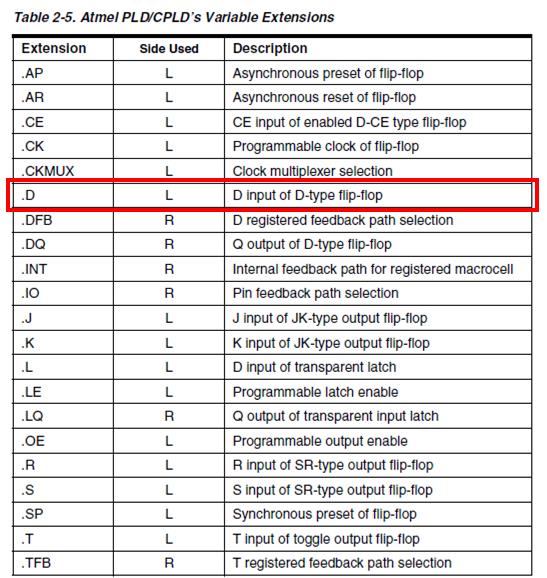 Table 2-5. Atmel PLD/CPLD's Variable Extensions
Extension Side Used Description
.AP L Asynchronous preset of flip-flop
.AR L Asynchronous reset of flip-flop
.CE L CE input of enabled D-CE type flip-flop
.CK L Programmable clock of flip-flop
.CKMUX L Clock multiplexer selection
.D L D input of D-type flip-flop
.DFB R D registered feedback path selection
.DQ R Q output of D-type flip-flop
.INT R Internal feedback path for registered macrocell
.IO R Pin feedback path selection
.J L J input of JK-type output flip-flop
.K L K input of JK-type output flip-flop
.L L D input of transparent latch
.LE L Programmable latch enable
.LQ R Q output of transparent input latch
.OE L Programmable output enable
.R L R input of SR-type output flip-flop
.S L S input of SR-type output flip-flop
.SP L Synchronous preset of flip-flop
.T L T input of toggle output flip-flop
.TFB R T registered feedback path selection